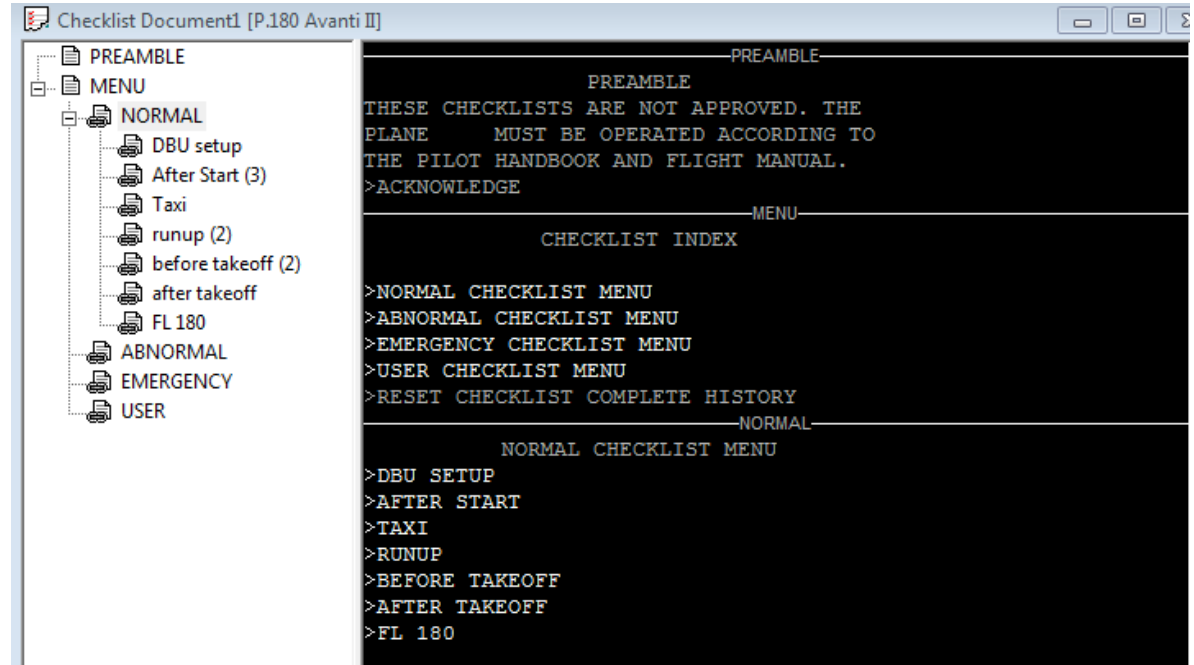 Checklist Document1 [P.180 Avanti II]
PREAMBLE
MENU
NORMAL
DBU setup
After Start (3)
Taxi
runup (2)
before takeoff (2)
after takeoff
FL 180
ABNORMAL
EMERGENCY
USER
PREAMBLE
PREAMBLE
THESE CHECKLISTS ARE NOT APPROVED. THE
PLANE MUST BE OPERATED ACCORDING TO
THE PILOT HANDBOOK AND FLIGHT MANUAL.
>ACKNOWLEDGE
MENU
CHECKLIST INDEX
>NORMAL CHECKLIST MENU
>ABNORMAL CHECKLIST MENU
>EMERGENCY CHECKLIST MENU
>USER CHECKLIST MENU
>RESET CHECKLIST COMPLETE HISTORY
NORMAL
NORMAL CHECKLIST MENU
>DBU SETUP
>AFTER START
>TAXI
>RUNUP
>BEFORE TAKEOFF
>AFTER TAKEOFF
>FL 180